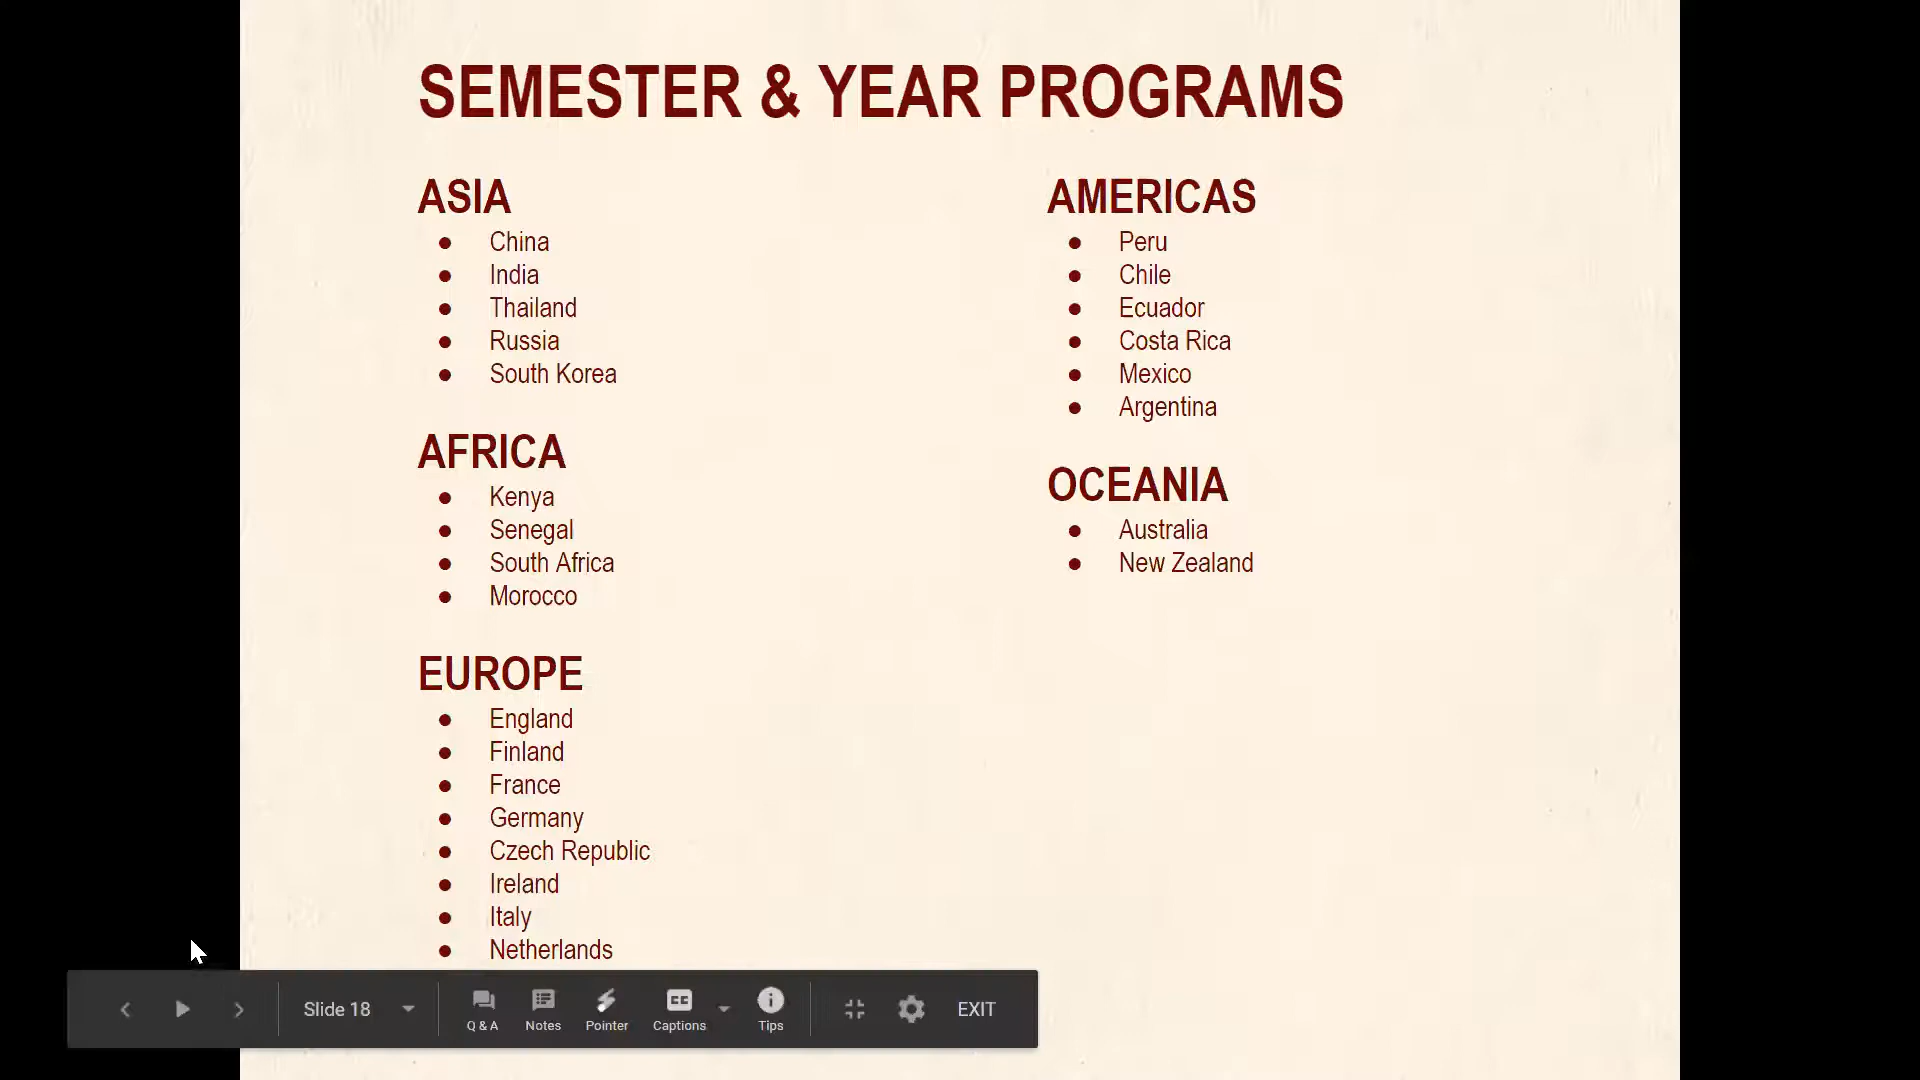 SEMESTER & YEAR PROGRAMS
ASIA
● China
● India
● Thailand
● Russia
● South Korea
AFRICA
● Kenya
● Senegal
● South Africa
● Morocco
EUROPE
● England
● Finland
● France
● Germany
● Czech Republic
● Ireland
● Italy
● Netherlands
AMERICAS
● Peru
● Chile
● Ecuador
● Costa Rica
● Mexico
● Argentina
OCEANIA
● Australia
● New Zealand
Slide 18
Q & A
Notes
Pointer
CC
Captions
Tips
EXIT